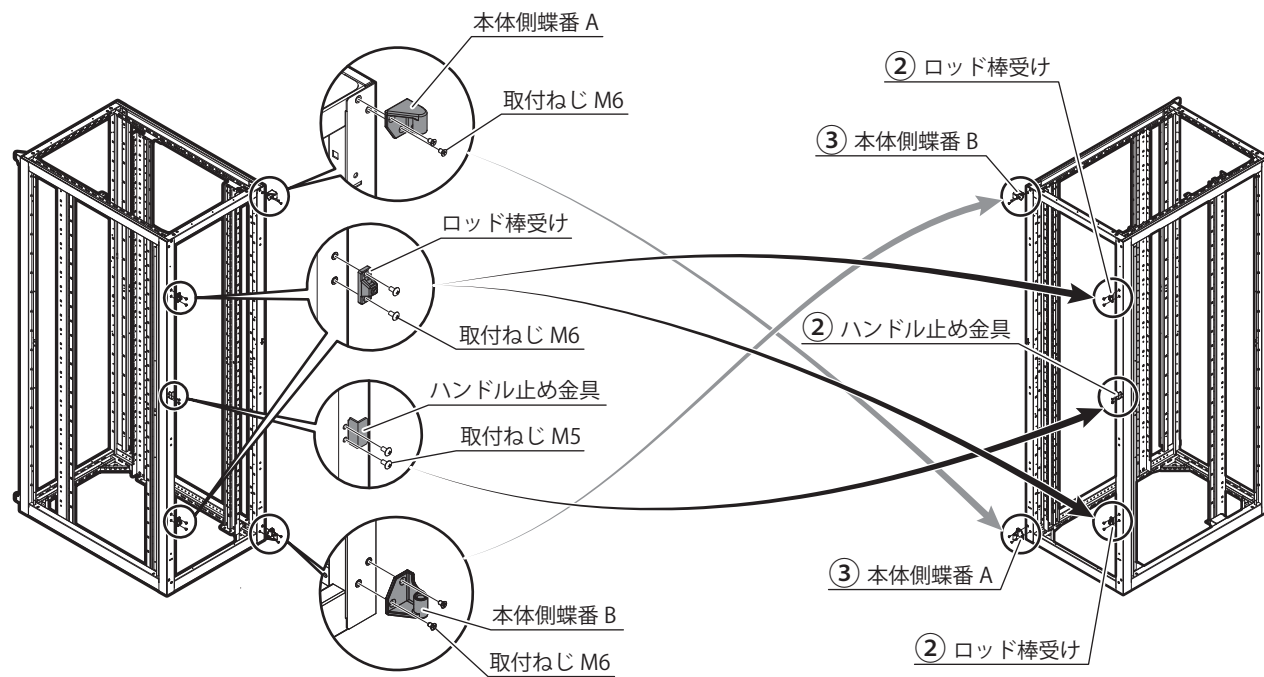 本体側蝶番 A
取付ねじ M6
ロッド棒受け
取付ねじ M6
ハンドル止め金具
取付ねじ M5
本体側蝶番 B
取付ねじ M6
② ロッド棒受け
③ 本体側蝶番 B
② ハンドル止め金具
③ 本体側蝶番 A
② ロッド棒受け